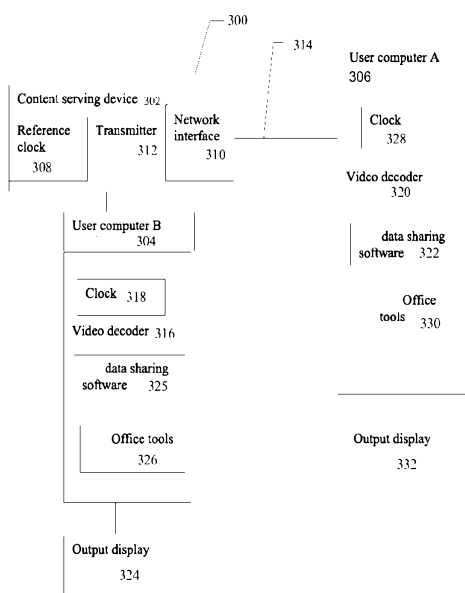 300
314
User computer A
306
Content serving device 302
Reference
clock
308
Transmitter
312
Network
interface
310
Clock
328
Video decoder
320
User computer B
304
data sharing
software 322
Clock 318
Office
tools 330
Video decoder 316
data sharing
software 325
Office tools
326
Output display
332
Output display
324